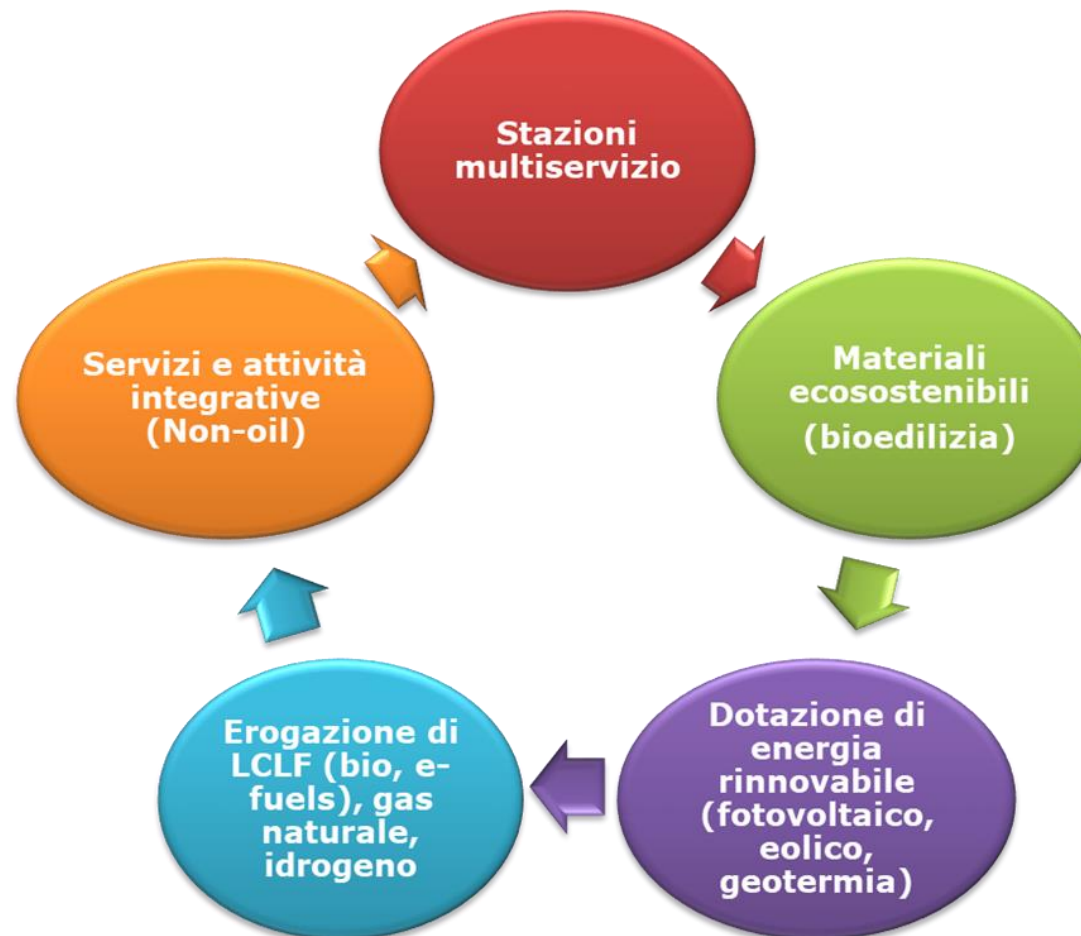 Stazioni
multiservizio
Materiali
ecosostenibili
(bioedilizia)
Dotazione di
energia
rinnovabile
(fotovoltaico,
eolico,
geotermia)
Erogazione di
LCLF (bio, e-
fuels), gas
naturale,
idrogeno
Servizi e attività
integrative
(Non-oil)